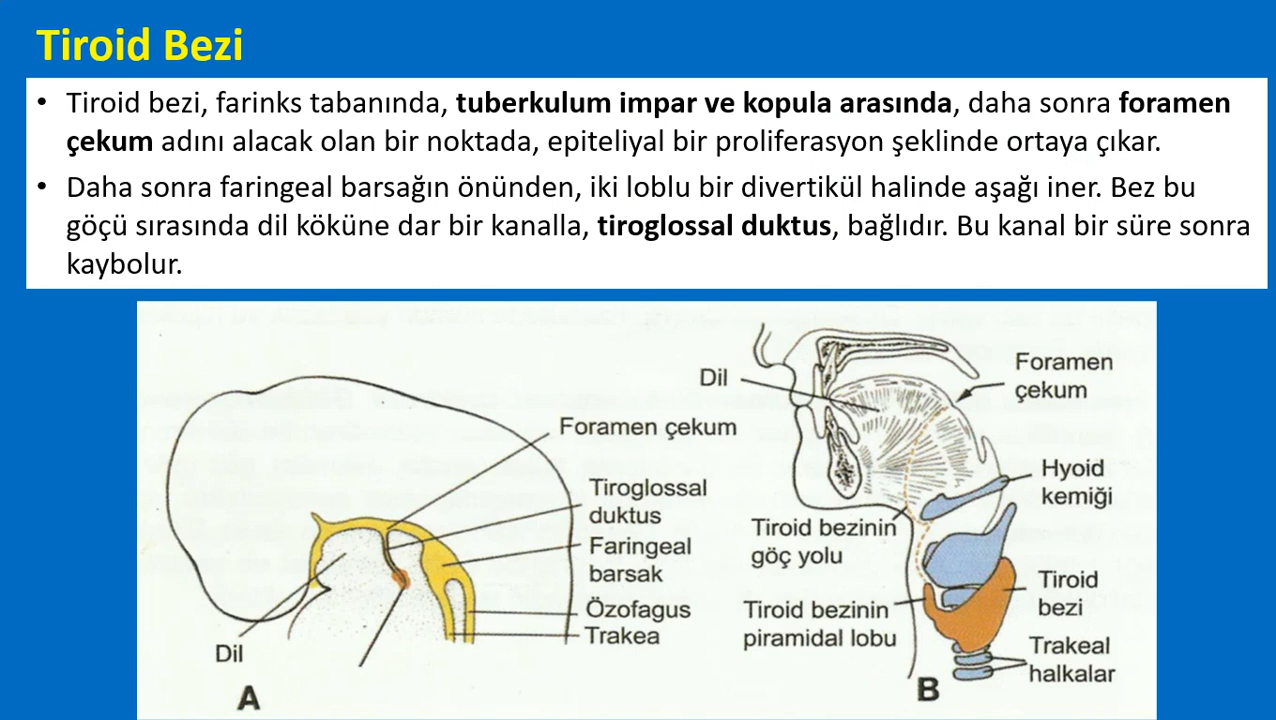 Tiroid Bezi
• Tiroid bezi, farinks tabanında, tuberkulum impar ve kopula arasında, daha sonra foramen
çekum adını alacak olan bir noktada, epiteliyal bir proliferasyon şeklinde ortaya çıkar.
• Daha sonra faringeal barsağın önünden, iki loblu bir divertikül halinde aşağı iner. Bez bu
göçü sırasında dil köküne dar bir kanalla, tiroglossal duktus, bağlıdır. Bu kanal bir süre sonra
kaybolur.
Foramen çekum
Tiroglossal
duktus
Faringeal
barsak
Özofagus
Trakea
Dil
A
Dil
Foramen
çekum
Hyoid
kemiği
Tiroid bezinin
göç yolu
Tiroid
bezi
Tiroid bezinin
piramidal lobu
Trakeal
halkalar
B